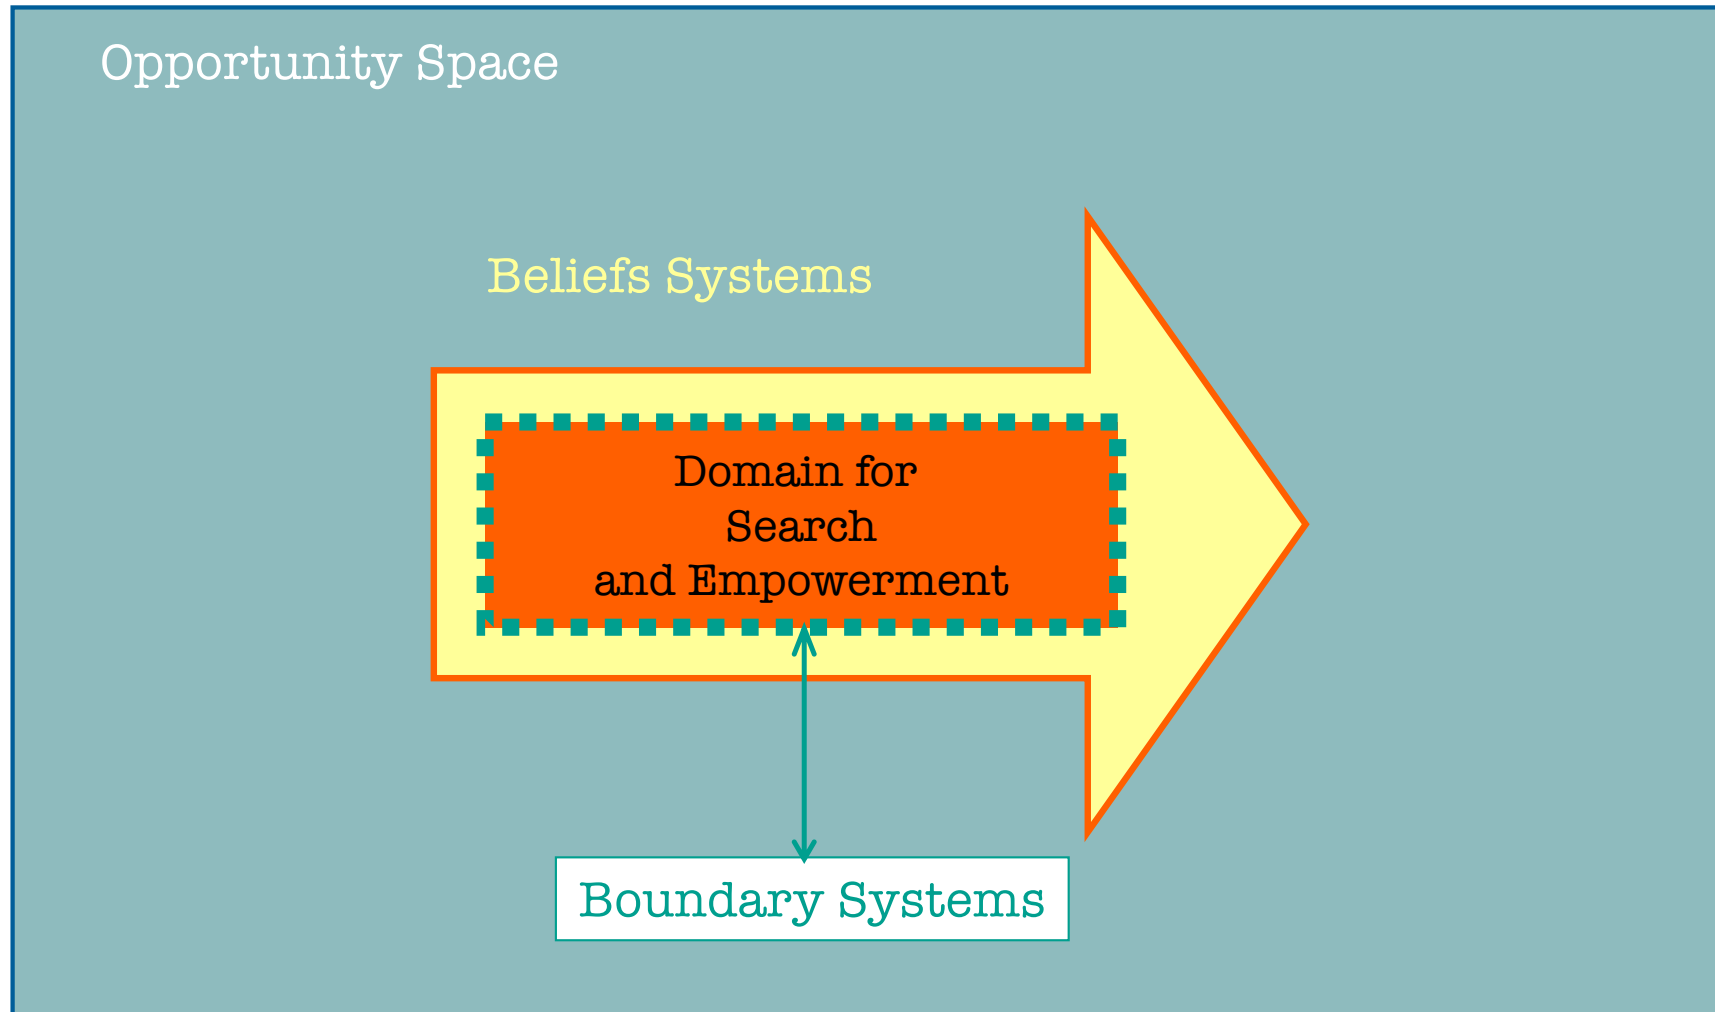 Opportunity Space
Beliefs Systems
Domain for
Search
and Empowerment
Boundary Systems